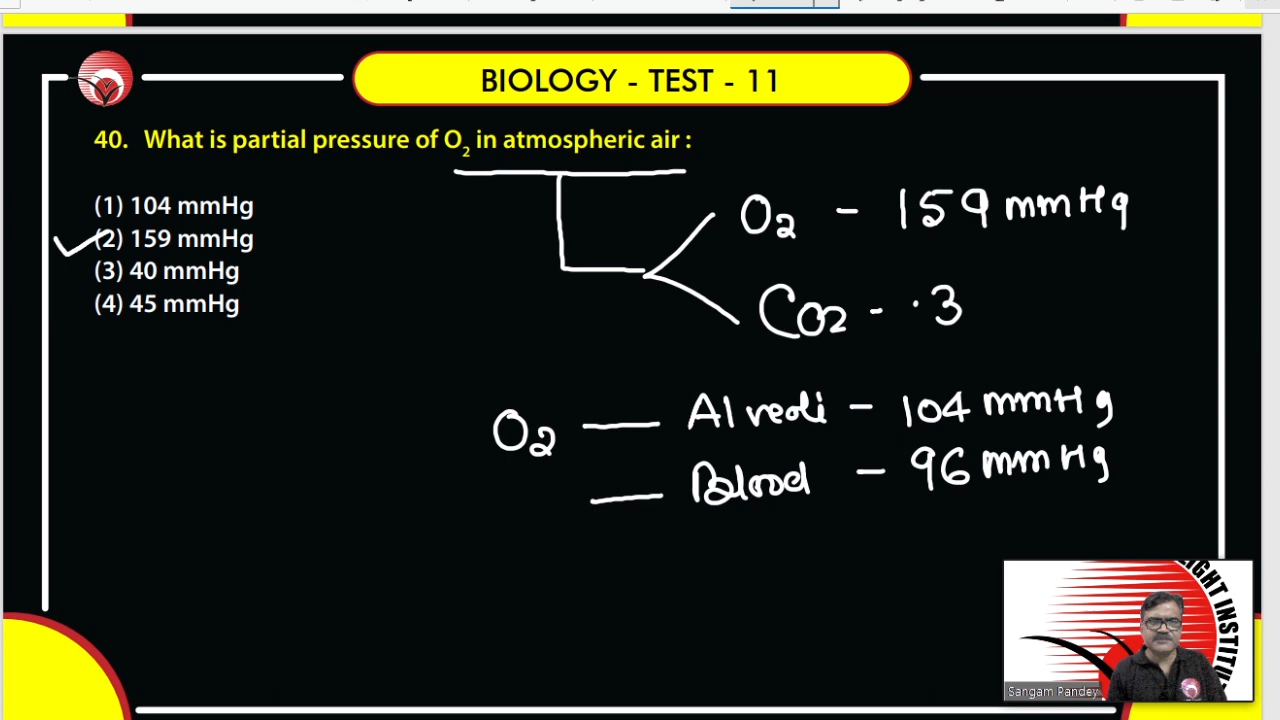 BIOLOGY - TEST - 11
40. What is partial pressure of O2 in atmospheric air :
(1) 104 mmHg
(2) 159 mmHg
(3) 40 mmHg
(4) 45 mmHg
O2 - 159 mmHg
CO2 - .3
O2 — Alveoli - 104 mmHg
— Blood - 96 mmHg
IGHT INSTITU
Sangam Pandey